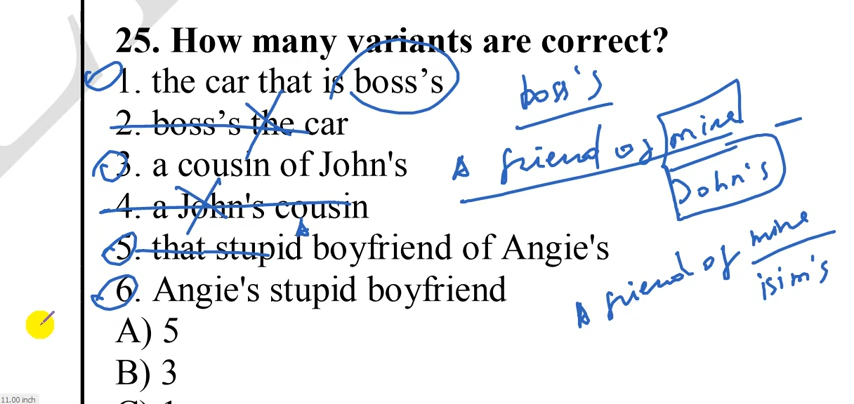 25. How many variants are correct?
1. the car that is boss's
boss's
2. boss's the car
A friend of mine
3. a cousin of John's
John's
4. a John's cousin
5. that stupid boyfriend of Angie's
A friend of mine
isim's
6. Angie's stupid boyfriend
A) 5
B) 3
11.00 inch